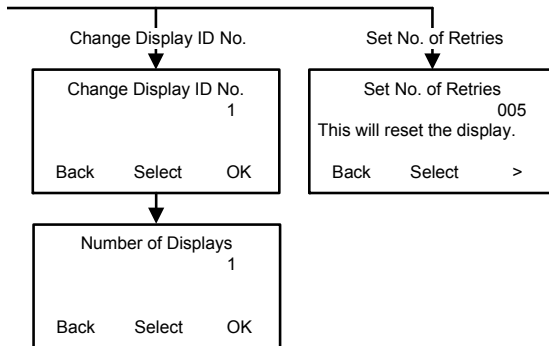 Change Display ID No.
Set No. of Retries
Change Display ID No.
1
Back Select OK
Set No. of Retries
005
This will reset the display.
Back Select >
Number of Displays
1
Back Select OK